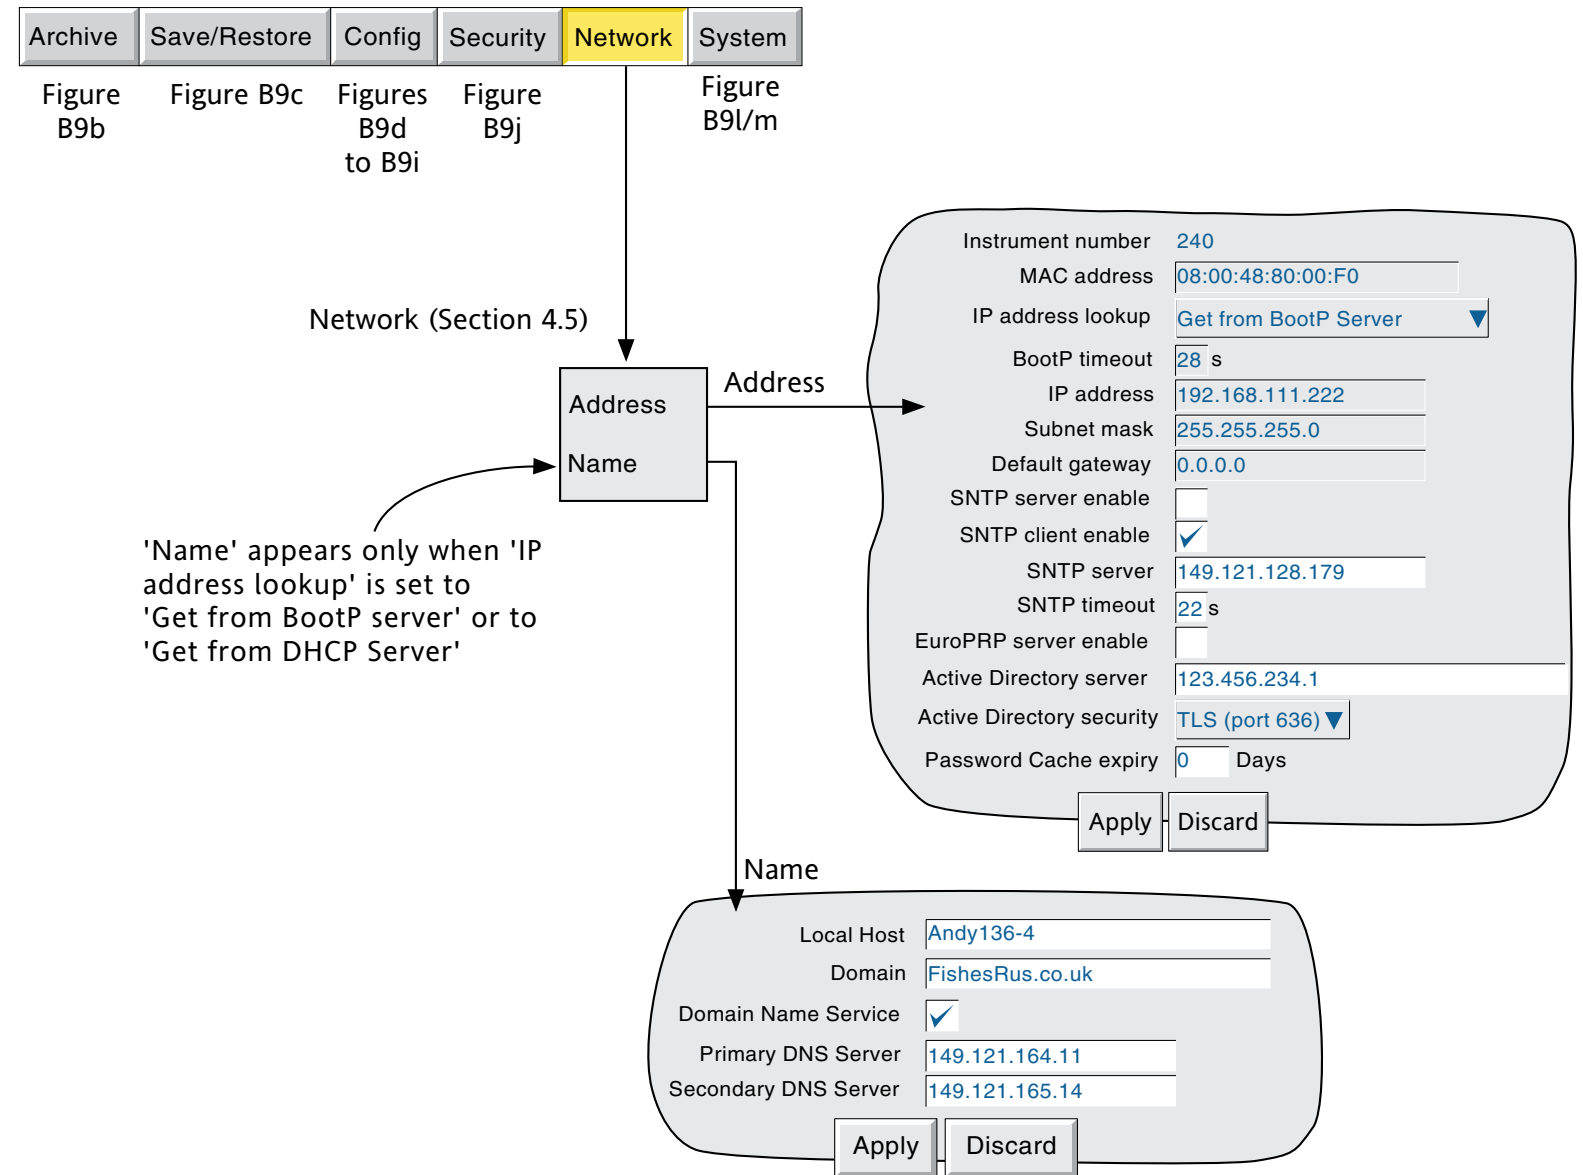 Archive Save/Restore Config Security Network System
Figure B9b
Figure B9c
Figures B9d to B9i
Figure B9j
Figure B9l/m
Network (Section 4.5)
Address
Name
Address
'Name' appears only when 'IP
address lookup' is set to
'Get from BootP server' or to
'Get from DHCP Server'
Instrument number 240
MAC address 08:00:48:80:00:F0
IP address lookup Get from BootP Server
BootP timeout 28 s
IP address 192.168.111.222
Subnet mask 255.255.255.0
Default gateway 0.0.0.0
SNTP server enable
SNTP client enable
SNTP server 149.121.128.179
SNTP timeout 22 s
EuroPRP server enable
Active Directory server 123.456.234.1
Active Directory security TLS (port 636)
Password Cache expiry 0 Days
Apply Discard
Name
Local Host Andy136-4
Domain FishesRus.co.uk
Domain Name Service
Primary DNS Server 149.121.164.11
Secondary DNS Server 149.121.165.14
Apply Discard